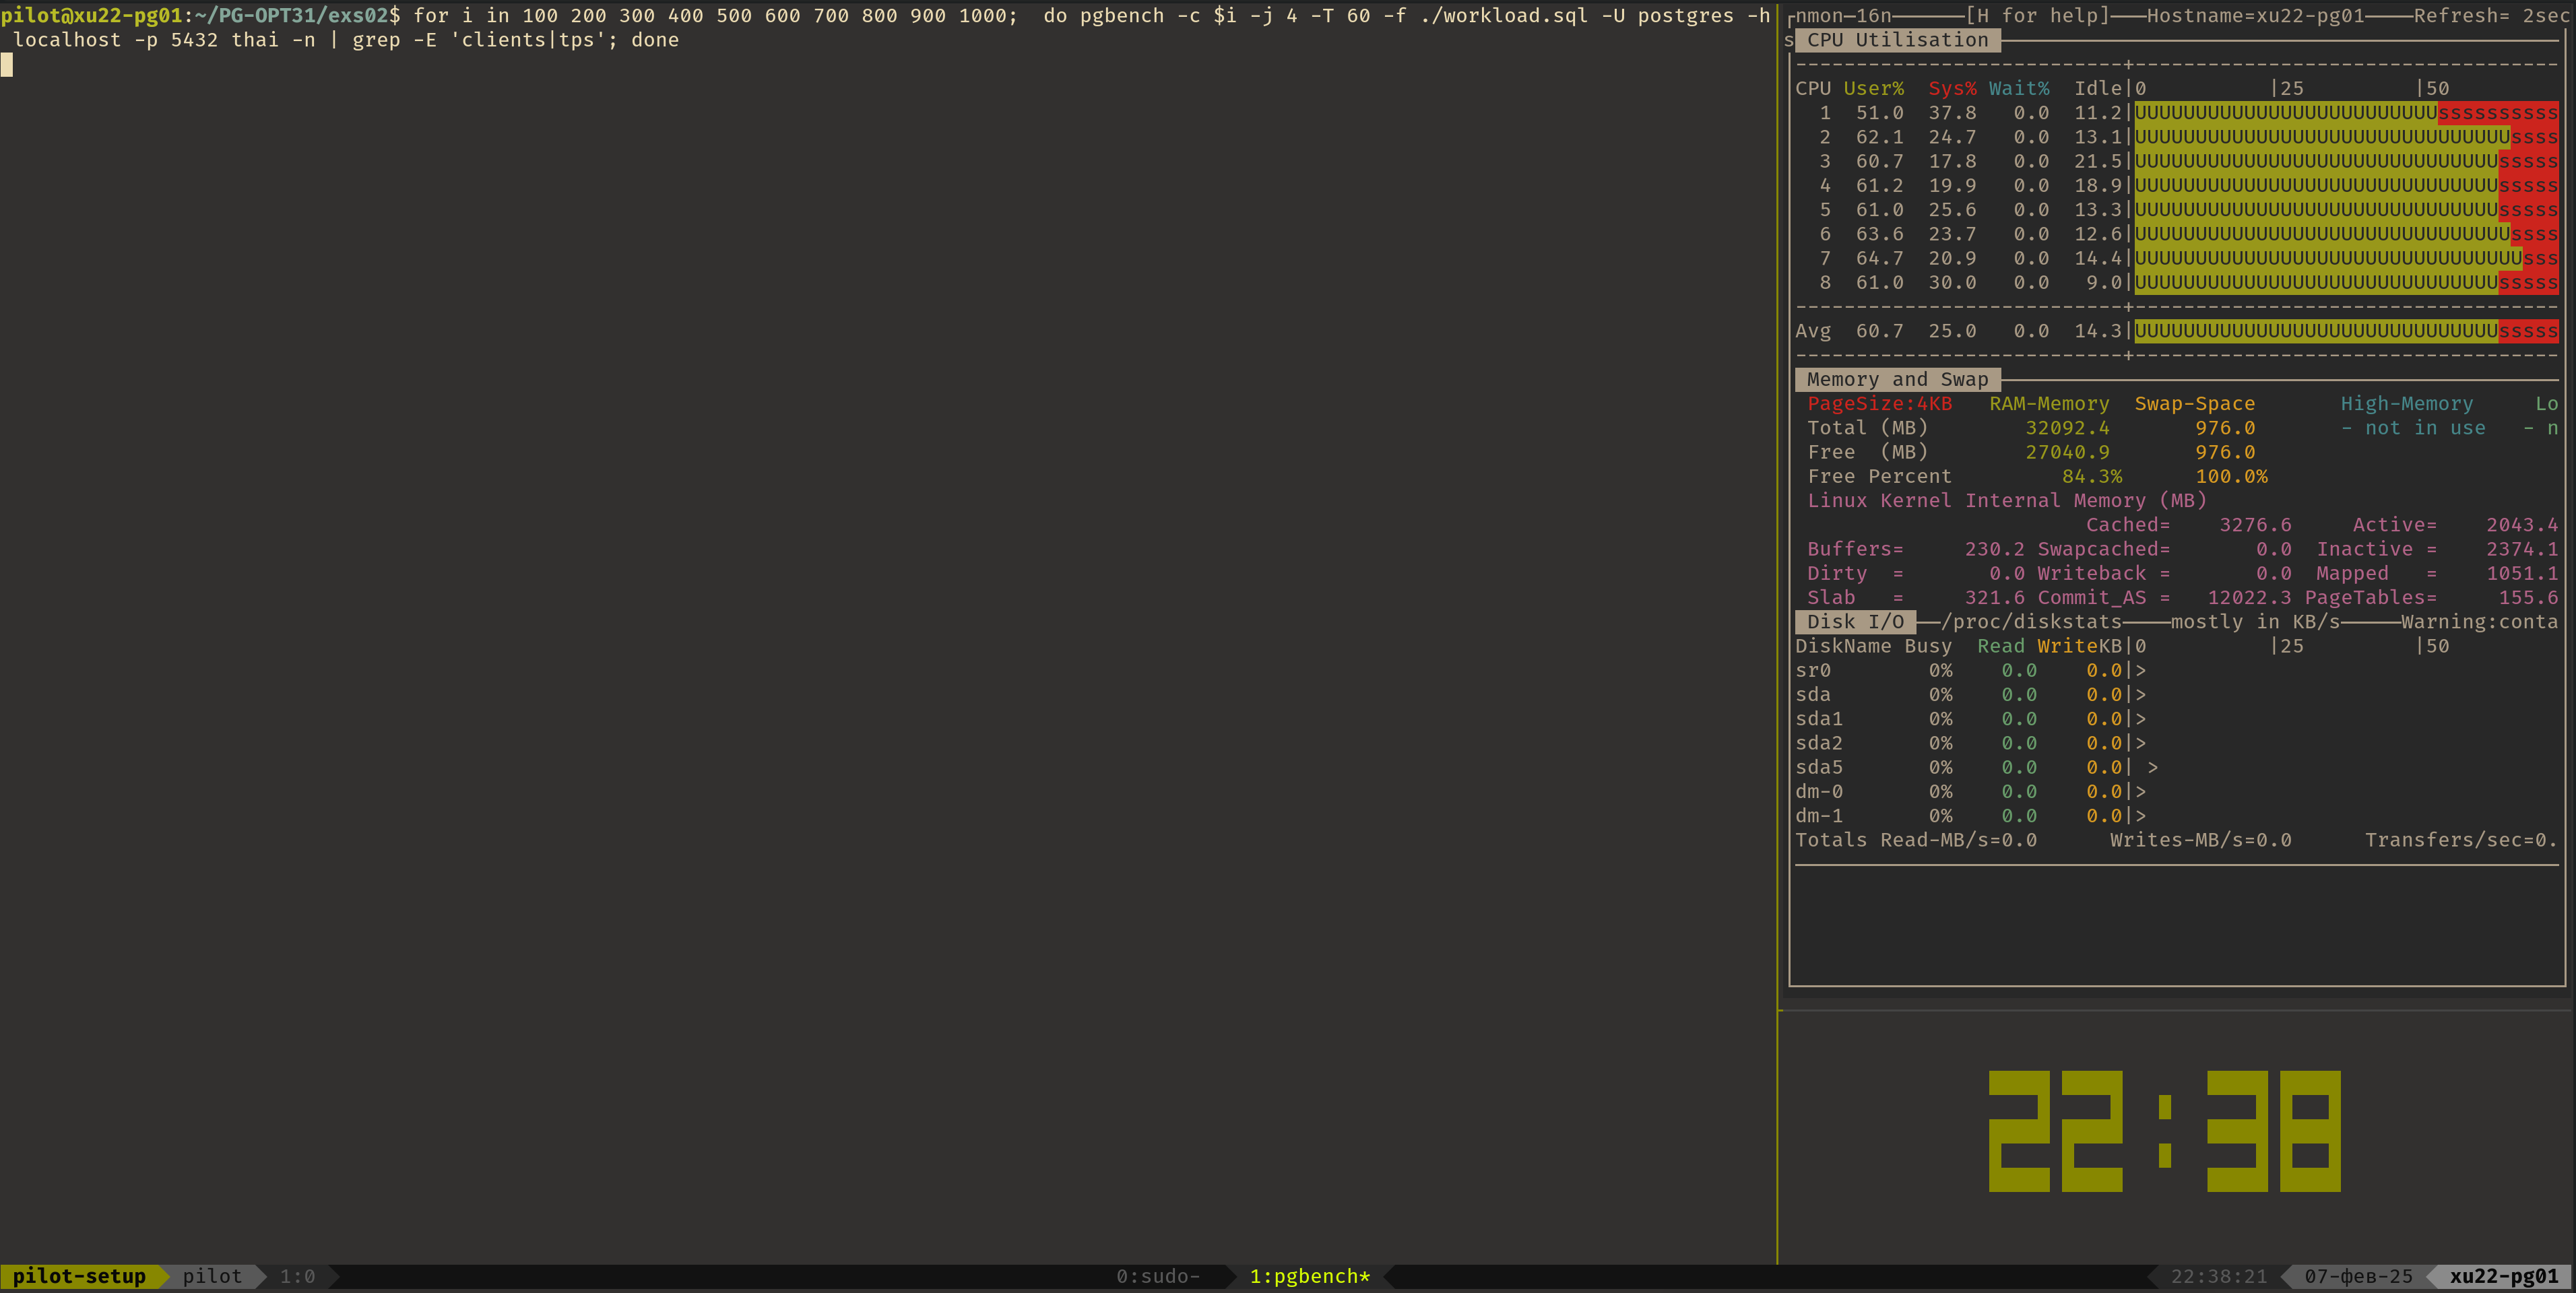 pilot@xu22-pg01:~/PG-OPT31/exs02$ for i in 100 200 300 400 500 600 700 800 900 1000;  do pgbench -c $i -j 4 -T 60 -f ./workload.sql -U postgres -h
 localhost -p 5432 thai -n | grep -E 'clients|tps'; done
nmon─16n──────[H for help]───Hostname=xu22-pg01────Refresh= 2sec
s CPU Utilisation
---------------------------+-----------------------------------
CPU User%  Sys% Wait%  Idle|0          |25         |50
  1  51.0  37.8   0.0  11.2|UUUUUUUUUUUUUUUUUUUUUUUUUssssssssss
  2  62.1  24.7   0.0  13.1|UUUUUUUUUUUUUUUUUUUUUUUUUUUUUUUssss
  3  60.7  17.8   0.0  21.5|UUUUUUUUUUUUUUUUUUUUUUUUUUUUUUsssss
  4  61.2  19.9   0.0  18.9|UUUUUUUUUUUUUUUUUUUUUUUUUUUUUUsssss
  5  61.0  25.6   0.0  13.3|UUUUUUUUUUUUUUUUUUUUUUUUUUUUUUsssss
  6  63.6  23.7   0.0  12.6|UUUUUUUUUUUUUUUUUUUUUUUUUUUUUUUssss
  7  64.7  20.9   0.0  14.4|UUUUUUUUUUUUUUUUUUUUUUUUUUUUUUUUsss
  8  61.0  30.0   0.0   9.0|UUUUUUUUUUUUUUUUUUUUUUUUUUUUUUsssss
---------------------------+-----------------------------------
Avg  60.7  25.0   0.0  14.3|UUUUUUUUUUUUUUUUUUUUUUUUUUUUUUsssss
---------------------------+-----------------------------------
Memory and Swap
PageSize:4KB   RAM-Memory  Swap-Space       High-Memory     Lo
Total (MB)        32092.4       976.0       - not in use   - n
Free  (MB)        27040.9       976.0
Free Percent         84.3%      100.0%
Linux Kernel Internal Memory (MB)
                       Cached=    3276.6     Active=    2043.4
Buffers=     230.2 Swapcached=       0.0  Inactive =    2374.1
Dirty  =       0.0 Writeback =       0.0  Mapped   =    1051.1
Slab   =     321.6 Commit_AS =   12022.3 PageTables=     155.6
Disk I/O ──/proc/diskstats────mostly in KB/s─────Warning:conta
DiskName Busy  Read WriteKB|0          |25         |50
sr0        0%    0.0    0.0|>
sda        0%    0.0    0.0|>
sda1       0%    0.0    0.0|>
sda2       0%    0.0    0.0|>
sda5       0%    0.0    0.0| >
dm-0       0%    0.0    0.0|>
dm-1       0%    0.0    0.0|>
Totals Read-MB/s=0.0      Writes-MB/s=0.0      Transfers/sec=0.
22:38
pilot-setup  pilot  1:0  0:sudo-  1:pgbench*  22:38:21  07-фев-25  xu22-pg01